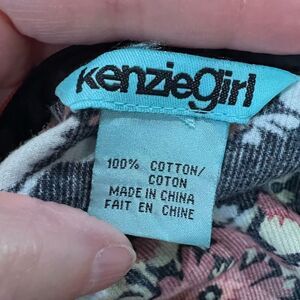 kenziegirl
100% COTTON/
COTON
MADE IN CHINA
FAIT EN CHINE